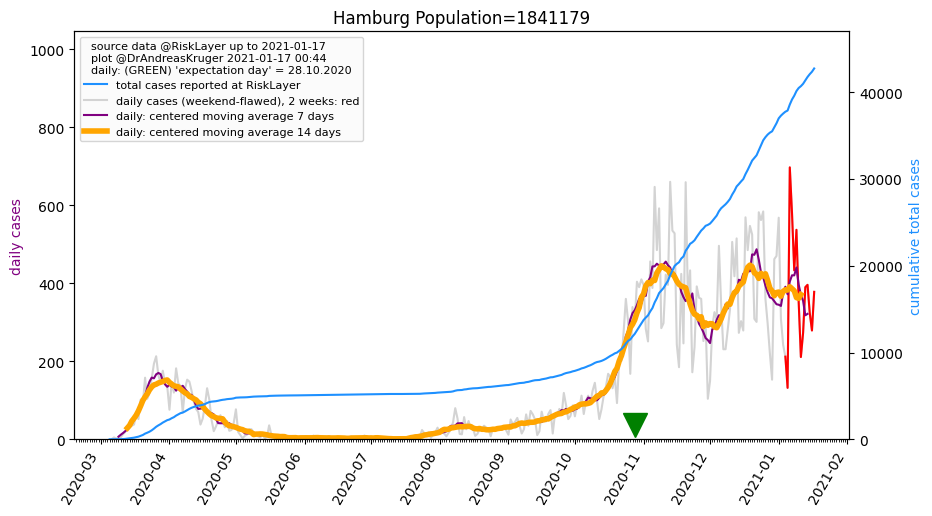 Hamburg Population=1841179
source data @RiskLayer up to 2021-01-17
plot @DrAndreasKruger 2021-01-17 00:44
daily: (GREEN) 'expectation day' = 28.10.2020
total cases reported at RiskLayer
daily cases (weekend-flawed), 2 weeks: red
daily: centered moving average 7 days
daily: centered moving average 14 days
daily cases
1000
800
600
400
200
0
cumulative total cases
40000
30000
20000
10000
0
2020-03
2020-04
2020-05
2020-06
2020-07
2020-08
2020-09
2020-10
2020-11
2020-12
2021-01
2021-02